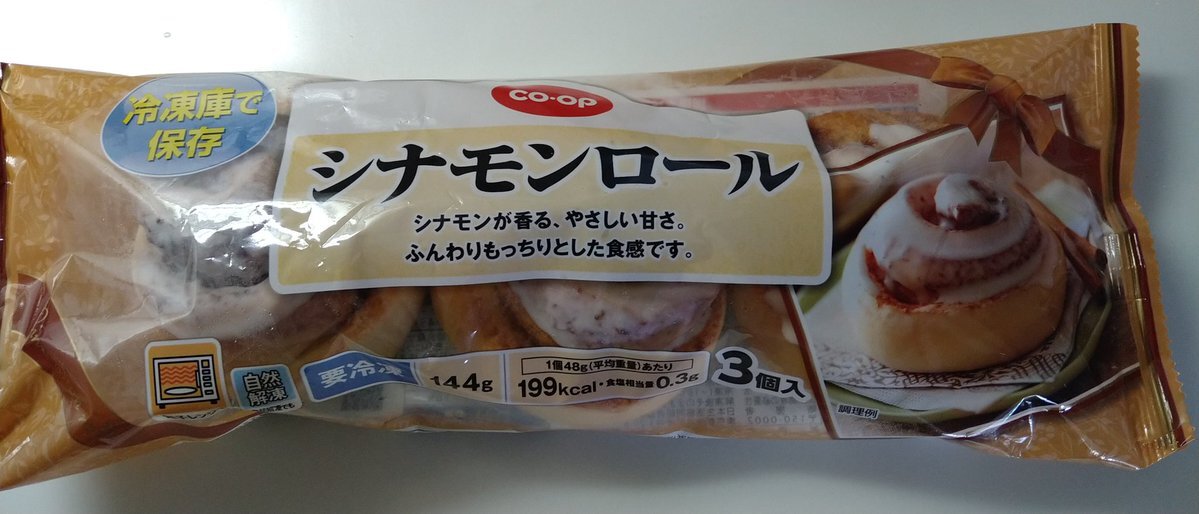 冷凍庫で
保存
CO·OP
シナモンロール
シナモンが香る、やさしい甘さ。
ふんわりもっちりとした食感です。
自然
解凍
要冷凍
144g
1個48g(平均重量)あたり
199kcal・食塩相当量0.3g
3個入
調理例